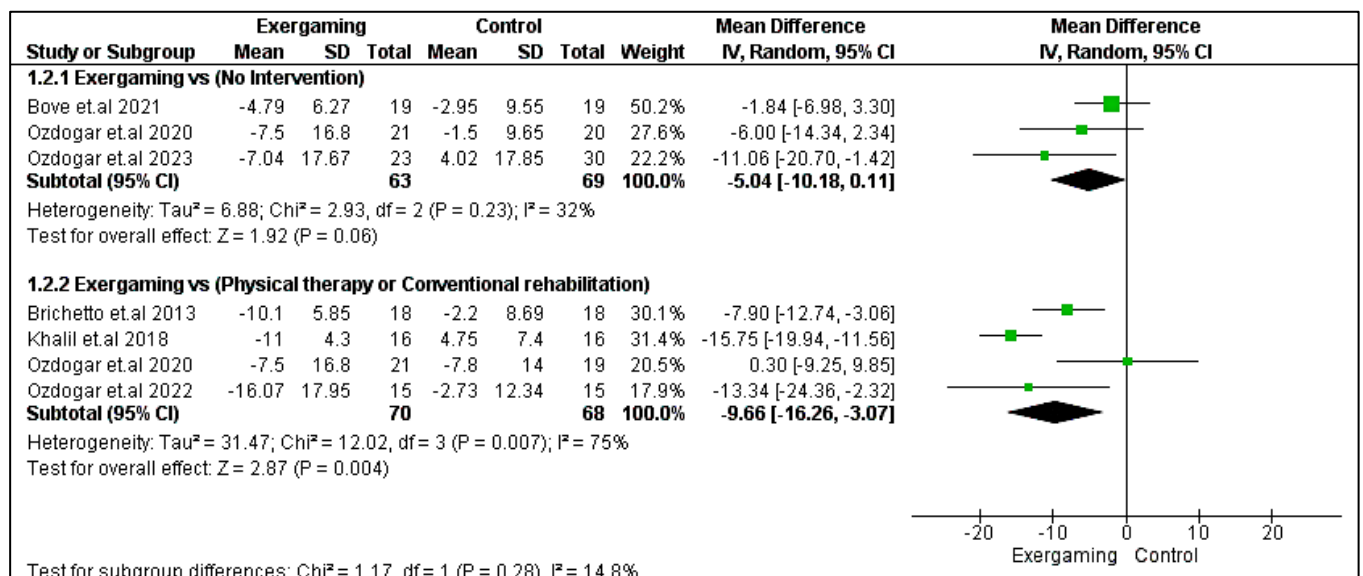 Exergaming Control Mean Difference Mean Difference
Study or Subgroup Mean SD Total Mean SD Total Weight IV, Random, 95% CI IV, Random, 95% CI
1.2.1 Exergaming vs (No Intervention)
Bove et.al 2021 -4.79 6.27 19 -2.95 9.55 19 50.2% -1.84 [-6.98, 3.30]
Ozdogar et.al 2020 -7.5 16.8 21 -1.5 9.65 20 27.6% -6.00 [-14.34, 2.34]
Ozdogar et.al 2023 -7.04 17.67 23 4.02 17.85 30 22.2% -11.06 [-20.70, -1.42]
Subtotal (95% CI) 63 69 100.0% -5.04 [-10.18, 0.11]
Heterogeneity: Tau² = 6.88; Chi² = 2.93, df = 2 (P = 0.23); I² = 32%
Test for overall effect: Z = 1.92 (P = 0.06)
1.2.2 Exergaming vs (Physical therapy or Conventional rehabilitation)
Brichetto et.al 2013 -10.1 5.85 18 -2.2 8.69 18 30.1% -7.90 [-12.74, -3.06]
Khalil et.al 2018 -11 4.3 16 4.75 7.4 16 31.4% -15.75 [-19.94, -11.56]
Ozdogar et.al 2020 -7.5 16.8 21 -7.8 14 19 20.5% 0.30 [-9.25, 9.85]
Ozdogar et.al 2022 -16.07 17.95 15 -2.73 12.34 15 17.9% -13.34 [-24.36, -2.32]
Subtotal (95% CI) 70 68 100.0% -9.66 [-16.26, -3.07]
Heterogeneity: Tau² = 31.47; Chi² = 12.02, df = 3 (P = 0.007); I² = 75%
Test for overall effect: Z = 2.87 (P = 0.004)
-20 -10 0 10 20
Exergaming Control
Test for subgroup differences: Chi² = 1.17, df = 1 (P = 0.28), I² = 14.8%